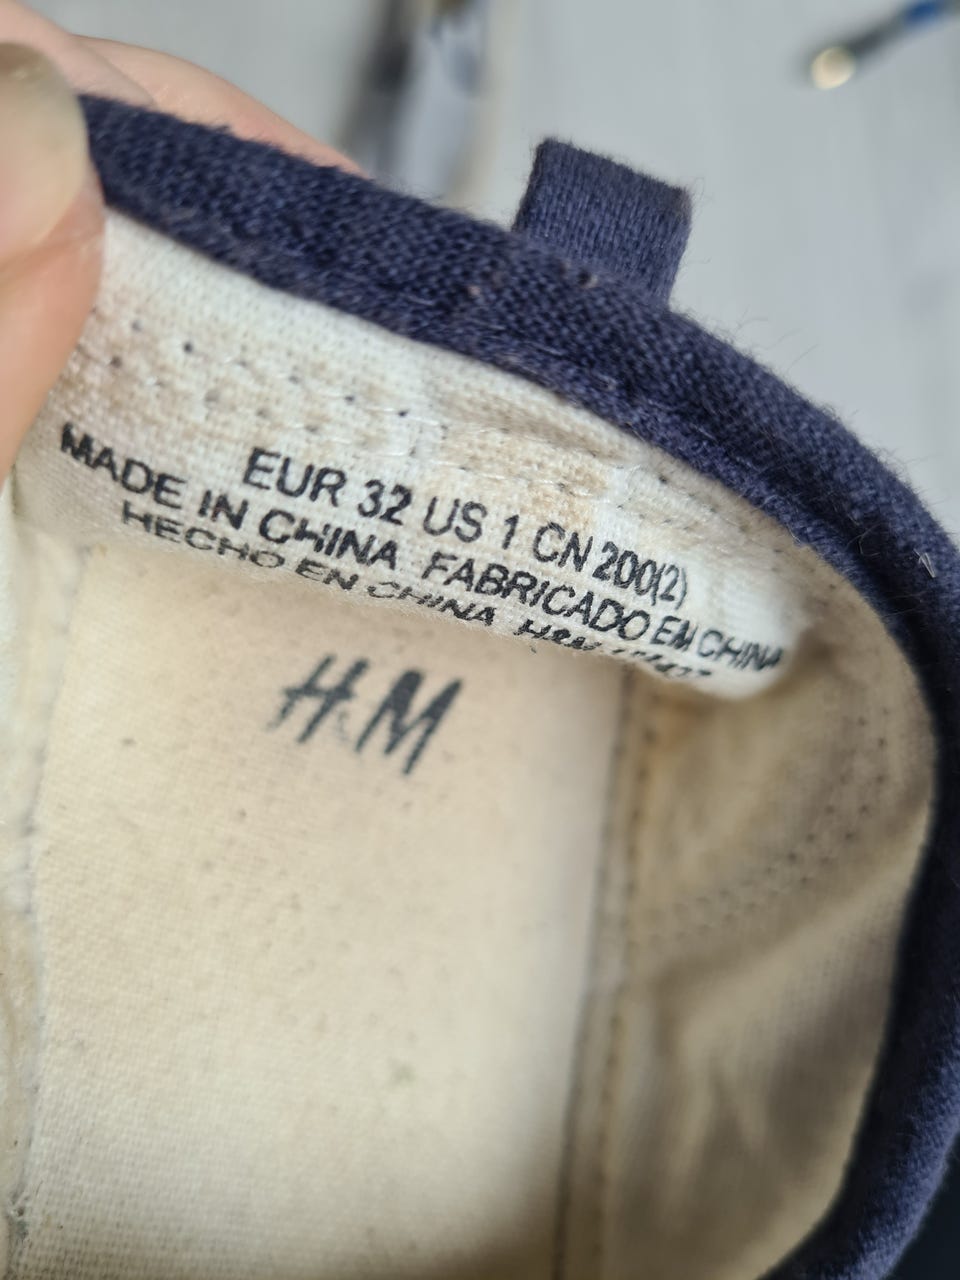 EUR 32 US 1 CN 200(2)
MADE IN CHINA FABRICADO EM CHINA
HECHO EN CHINA H&M
H&M